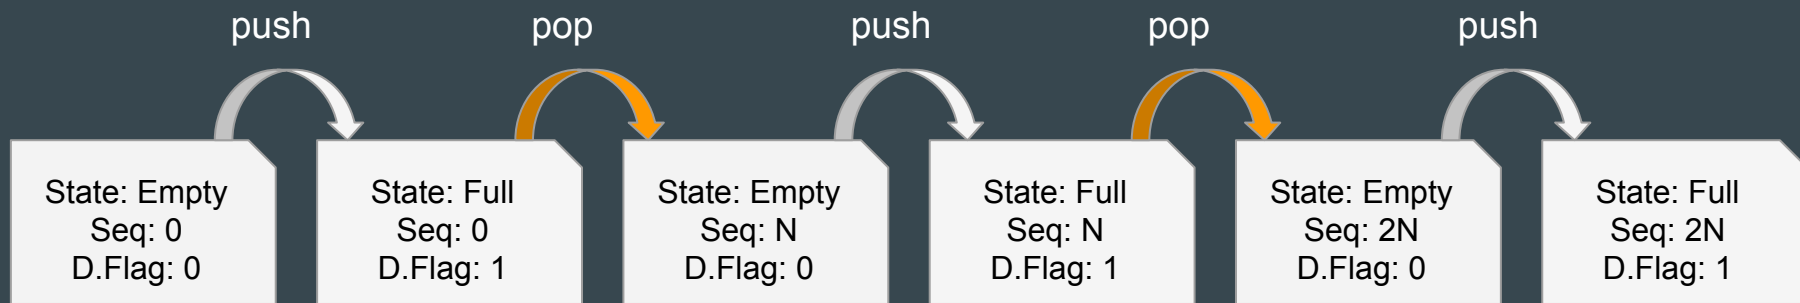 push
pop
push
pop
push
State: Empty
Seq: 0
D.Flag: 0
State: Full
Seq: 0
D.Flag: 1
State: Empty
Seq: N
D.Flag: 0
State: Full
Seq: N
D.Flag: 1
State: Empty
Seq: 2N
D.Flag: 0
State: Full
Seq: 2N
D.Flag: 1